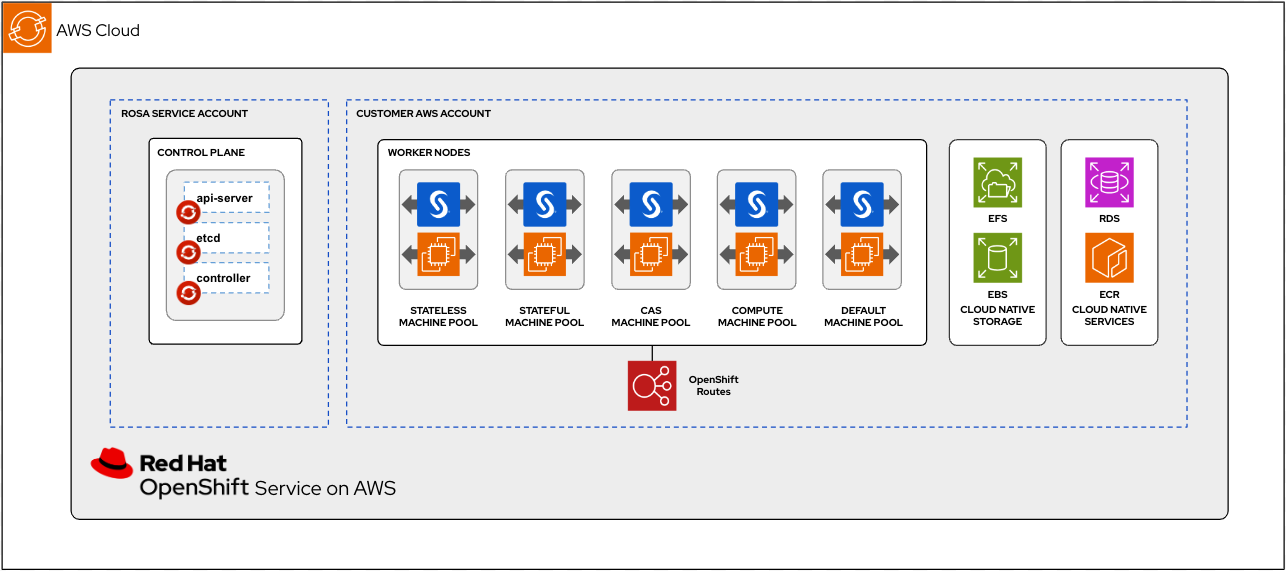 AWS Cloud
ROSA SERVICE ACCOUNT
CONTROL PLANE
api-server
etcd
controller
CUSTOMER AWS ACCOUNT
WORKER NODES
STATELESS
MACHINE POOL
STATEFUL
MACHINE POOL
CAS
MACHINE POOL
COMPUTE
MACHINE POOL
DEFAULT
MACHINE POOL
OpenShift
Routes
EFS
EBS
CLOUD NATIVE
STORAGE
RDS
ECR
CLOUD NATIVE
SERVICES
Red Hat
OpenShift Service on AWS